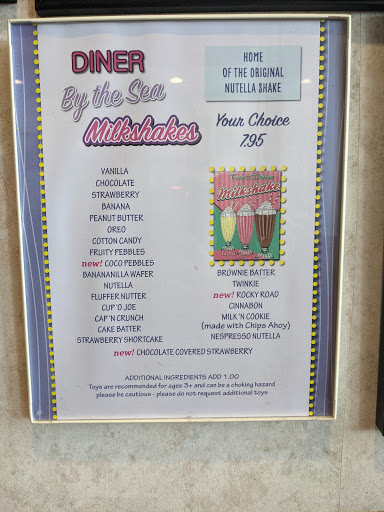 DINER
By the Sea
Milkshakes
HOME
OF THE ORIGINAL
NUTELLA SHAKE
Your Choice
7.95
VANILLA
CHOCOLATE
STRAWBERRY
BANANA
PEANUT BUTTER
OREO
COTTON CANDY
FRUITY PEBBLES
new! COCO PEBBLES
BANANANILLA WAFER
NUTELLA
FLUFFER NUTTER
CUP 'O JOE
CAP 'N CRUNCH
CAKE BATTER
STRAWBERRY SHORTCAKE
Milkshake
BROWNIE BATTER
TWINKIE
new! ROCKY ROAD
CINNABON
MILK 'N COOKIE
(made with Chips Ahoy)
NESPRESSO NUTELLA
new! CHOCOLATE COVERED STRAWBERRY
ADDITIONAL INGREDIENTS ADD 1.00
Toys are recommended for ages 3+ and can be a choking hazard
please be cautious - please do not request additional toys